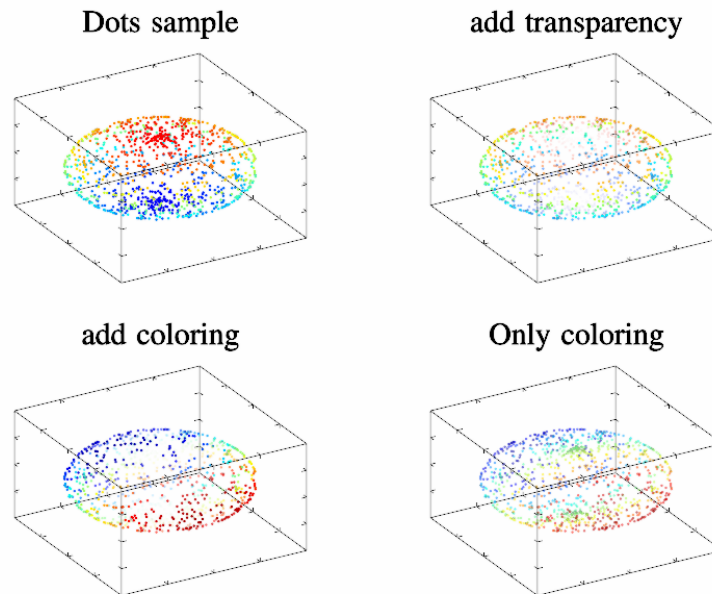 Dots sample
add transparency
add coloring
Only coloring